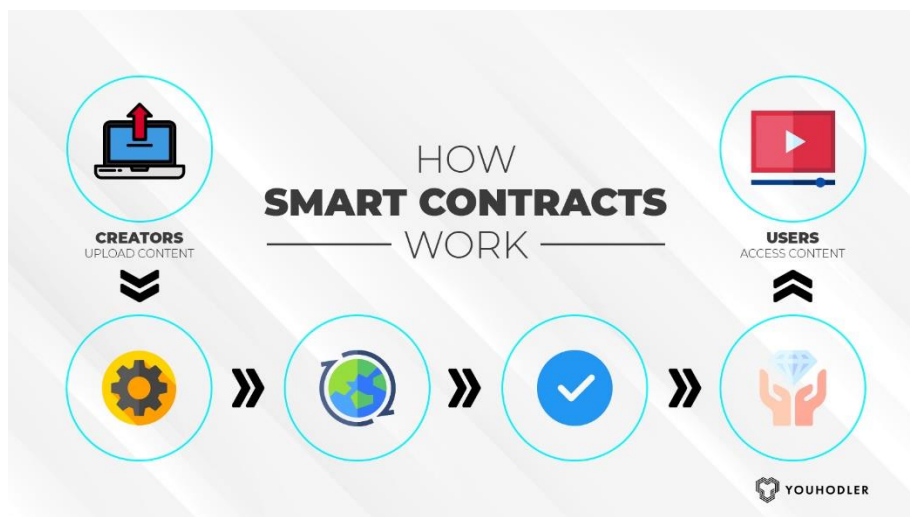 HOW
SMART CONTRACTS
WORK
CREATORS
UPLOAD CONTENT
USERS
ACCESS CONTENT
YOUHODLER